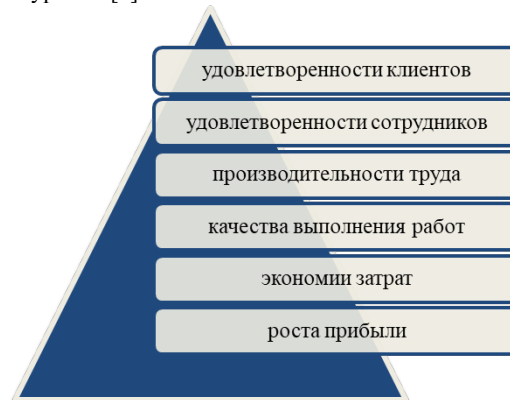 удовлетворенности клиентов
удовлетворенности сотрудников
производительности труда
качества выполнения работ
экономии затрат
роста прибыли